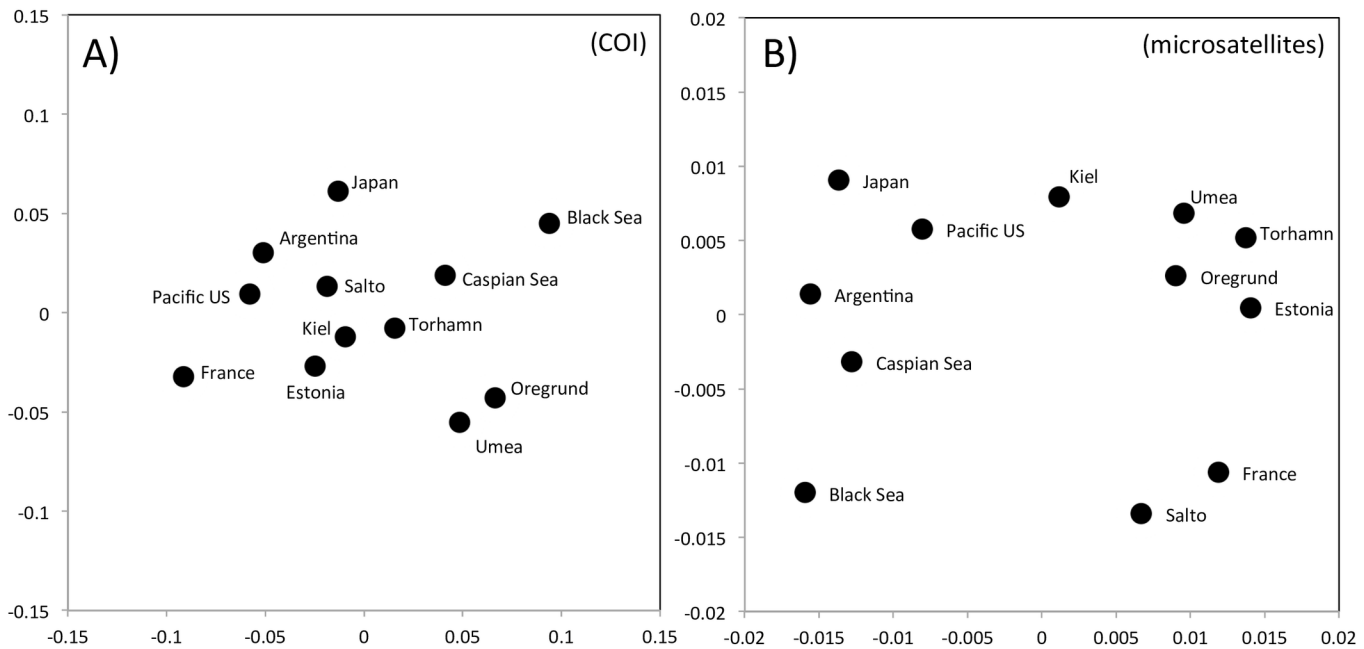 A)
(COI)
0.15
0.1
0.05
0
-0.05
-0.1
-0.15
Japan
Black Sea
Argentina
Caspian Sea
Salto
Pacific US
Torhamn
Kiel
France
Estonia
Oregrund
Umea
-0.15
-0.1
-0.05
0
0.05
0.1
0.15
B)
(microsatellites)
0.02
0.015
0.01
0.005
0
-0.005
-0.01
-0.015
-0.02
Japan
Kiel
Umea
Pacific US
Torhamn
Oregrund
Argentina
Estonia
Caspian Sea
France
Black Sea
Salto
-0.02
-0.015
-0.01
-0.005
0
0.005
0.01
0.015
0.02